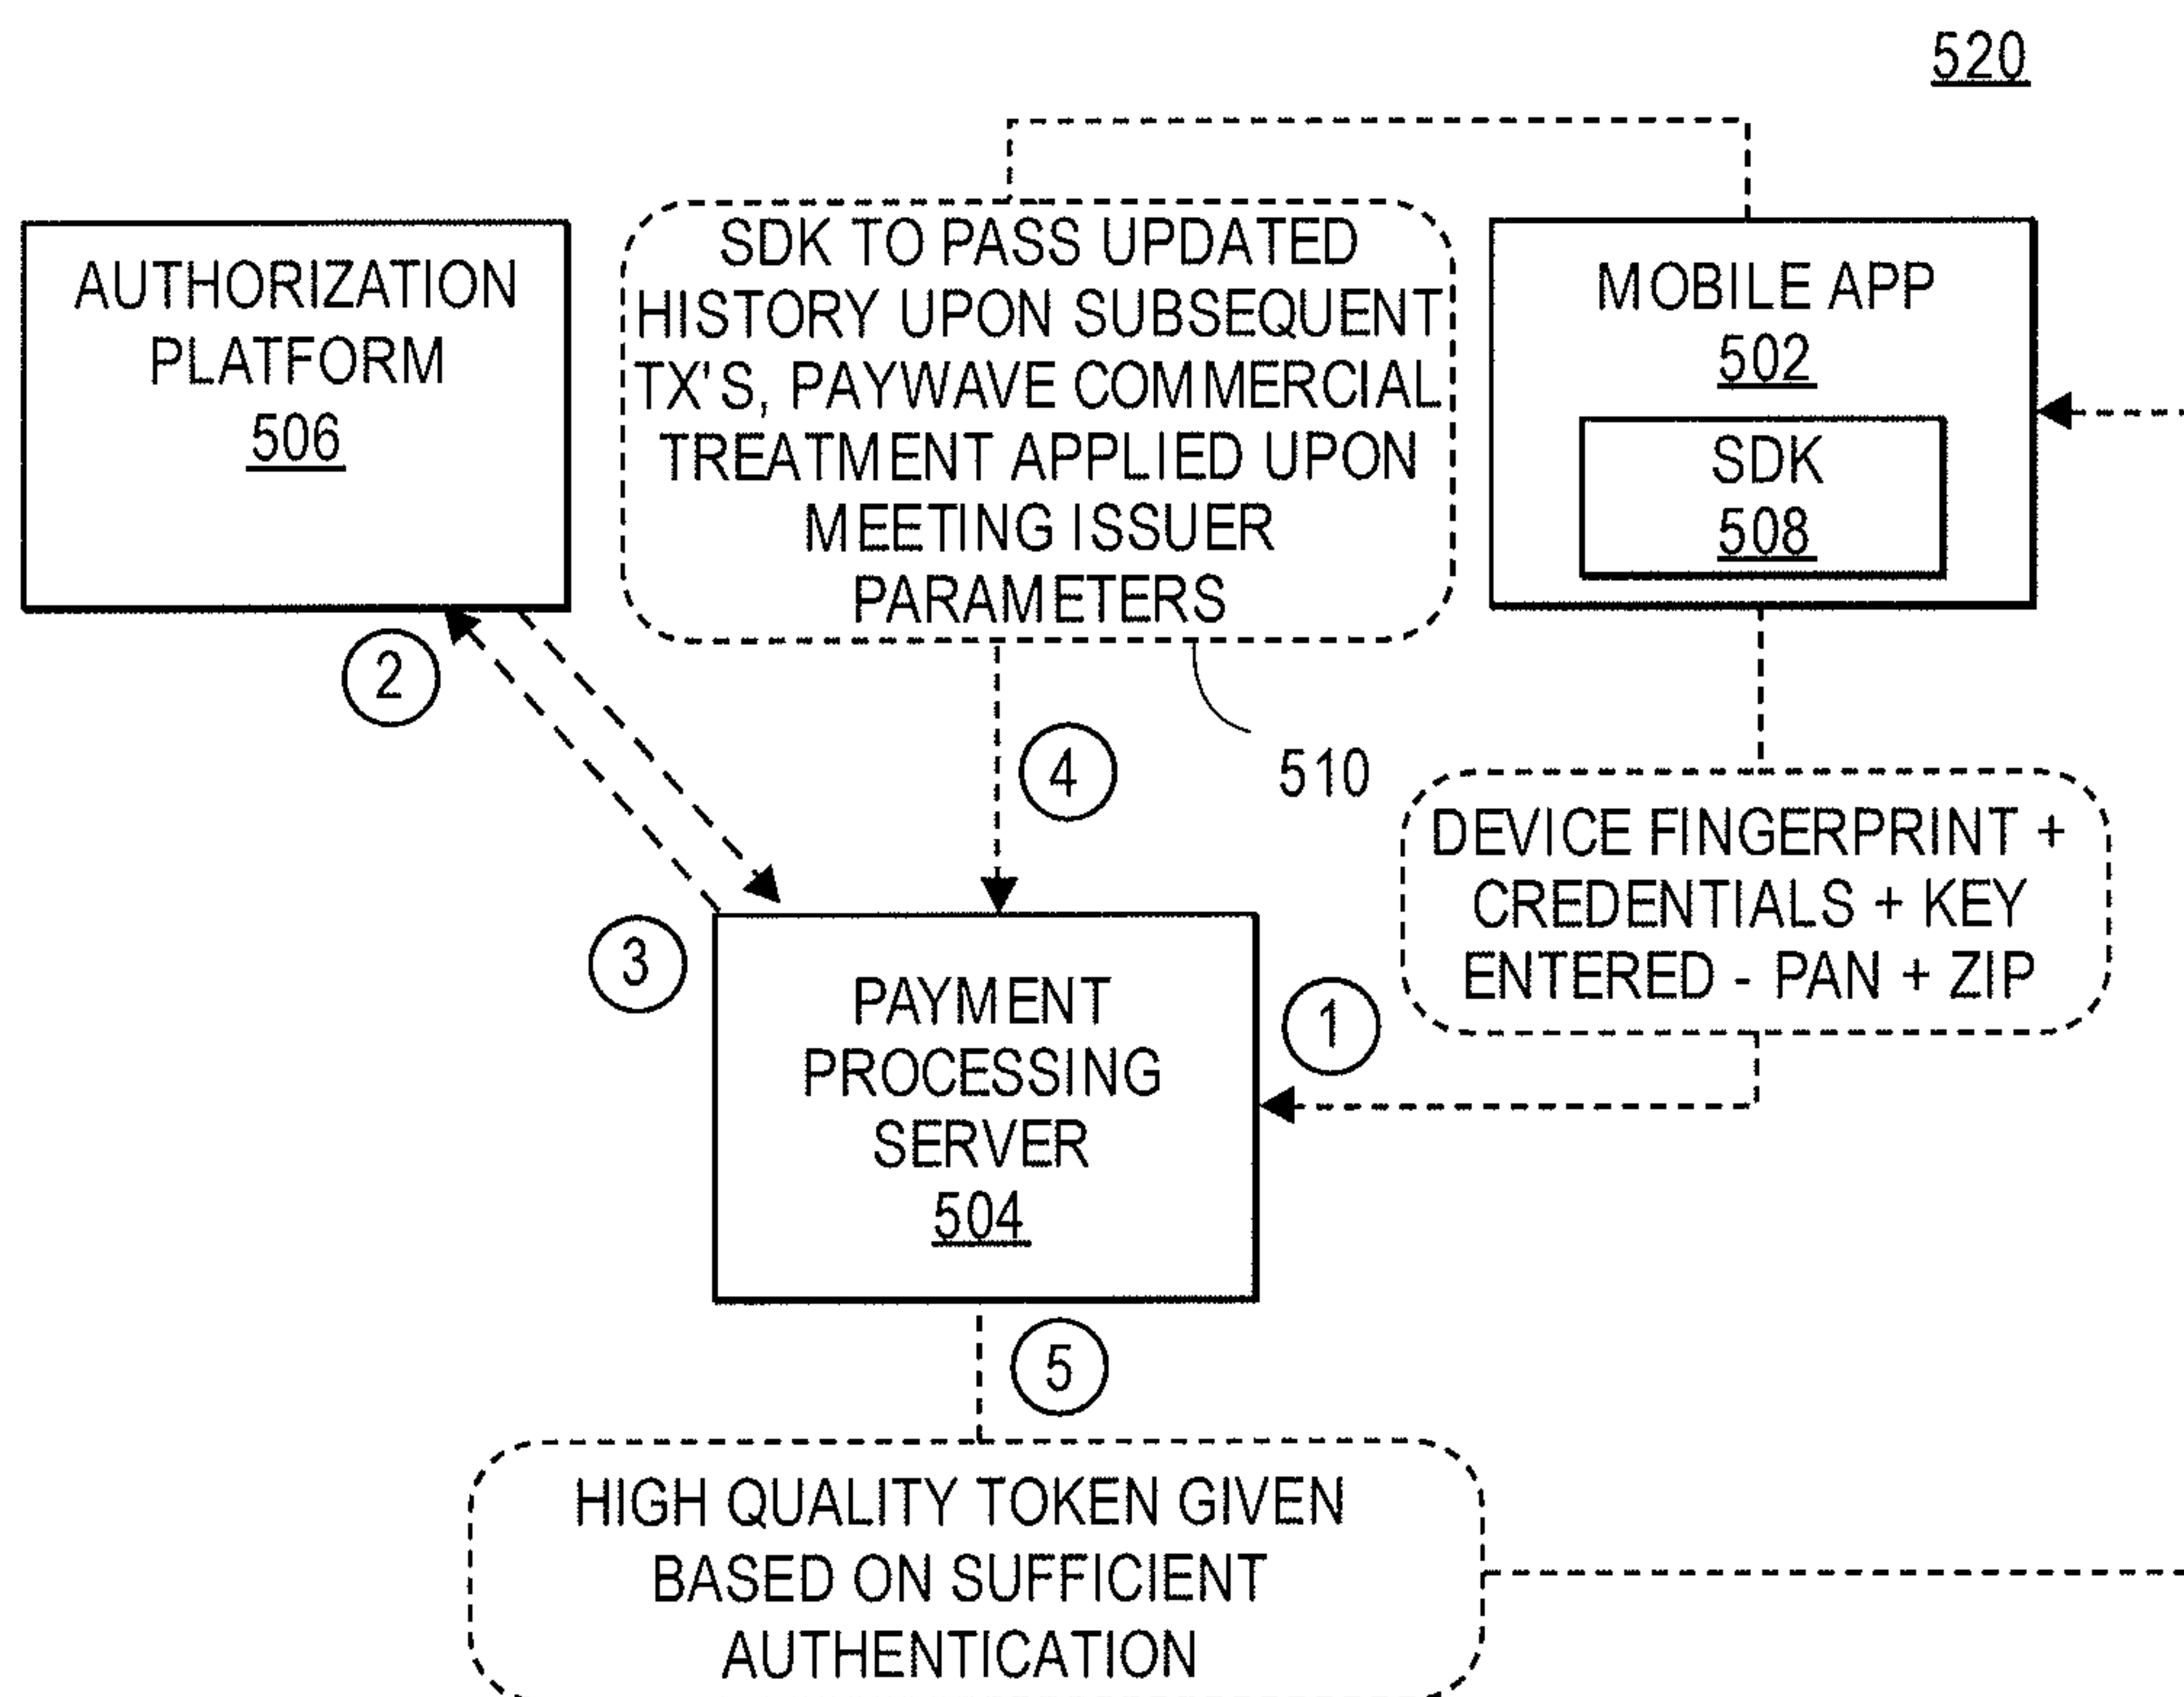 520
AUTHORIZATION
PLATFORM
506
SDK TO PASS UPDATED
HISTORY UPON SUBSEQUENT
TX'S, PAYWAVE COMMERCIAL
TREATMENT APPLIED UPON
MEETING ISSUER
PARAMETERS
MOBILE APP
502
SDK
508
2
4
510
DEVICE FINGERPRINT +
CREDENTIALS + KEY
ENTERED - PAN + ZIP
3
1
PAYMENT
PROCESSING
SERVER
504
5
HIGH QUALITY TOKEN GIVEN
BASED ON SUFFICIENT
AUTHENTICATION